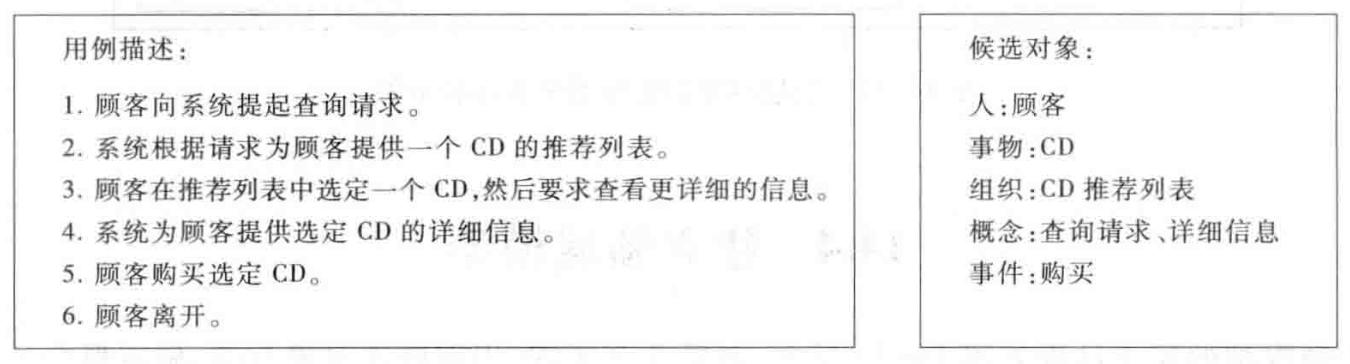 用例描述:
1. 顾客向系统提起查询请求。
2. 系统根据请求为顾客提供一个 CD 的推荐列表。
3. 顾客在推荐列表中选定一个 CD,然后要求查看更详细的信息。
4. 系统为顾客提供选定 CD 的详细信息。
5. 顾客购买选定 CD。
6. 顾客离开。
候选对象:
人:顾客
事物:CD
组织:CD 推荐列表
概念:查询请求、详细信息
事件:购买